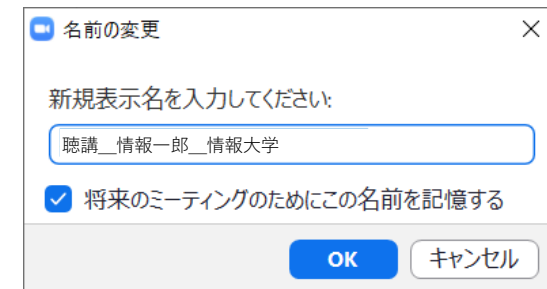 名前の変更
新規表示名を入力してください:
聴講__情報一郎__情報大学
将来のミーティングのためにこの名前を記憶する
OK キャンセル